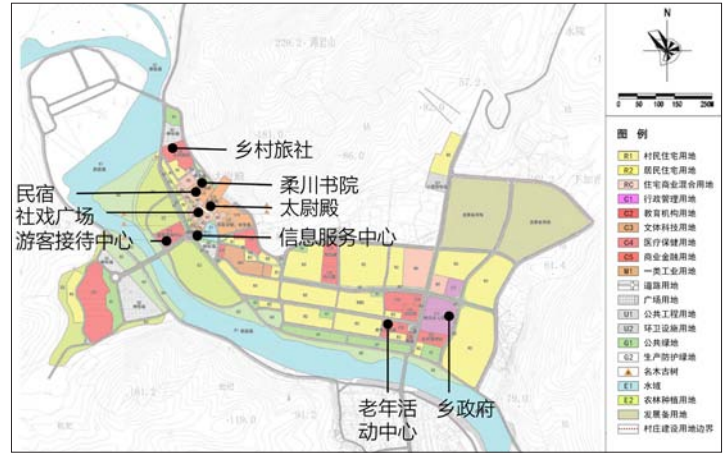 N
0 50 100 150 250M
图 例
R1 村民住宅用地
R2 居民住宅用地
RC 住宅商业混合用地
C1 行政管理用地
C2 教育机构用地
C3 文体科技用地
C4 医疗保健用地
C5 商业金融用地
M1 一类工业用地
道路用地
广场用地
U1 公共工程用地
U2 环卫设施用地
G1 公共绿地
G2 生产防护绿地
名木古树
E1 水域
E2 农林种植用地
发展备用地
村庄建设用地边界
乡村旅社
柔川书院
民宿
太尉殿
社戏广场
游客接待中心
信息服务中心
老年活
动中心
乡政府